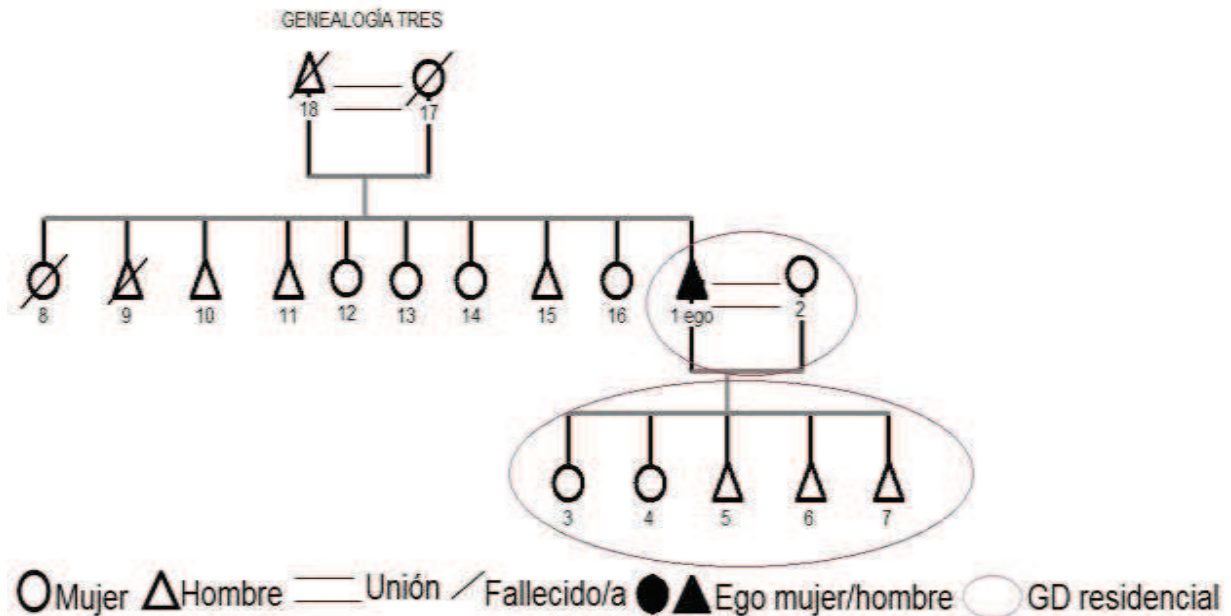 GENEALOGÍA TRES
18 17
8 9 10 11 12 13 14 15 16 1 ego 2
3 4 5 6 7
Mujer Hombre Unión Fallecido/a Ego mujer/hombre GD residencial